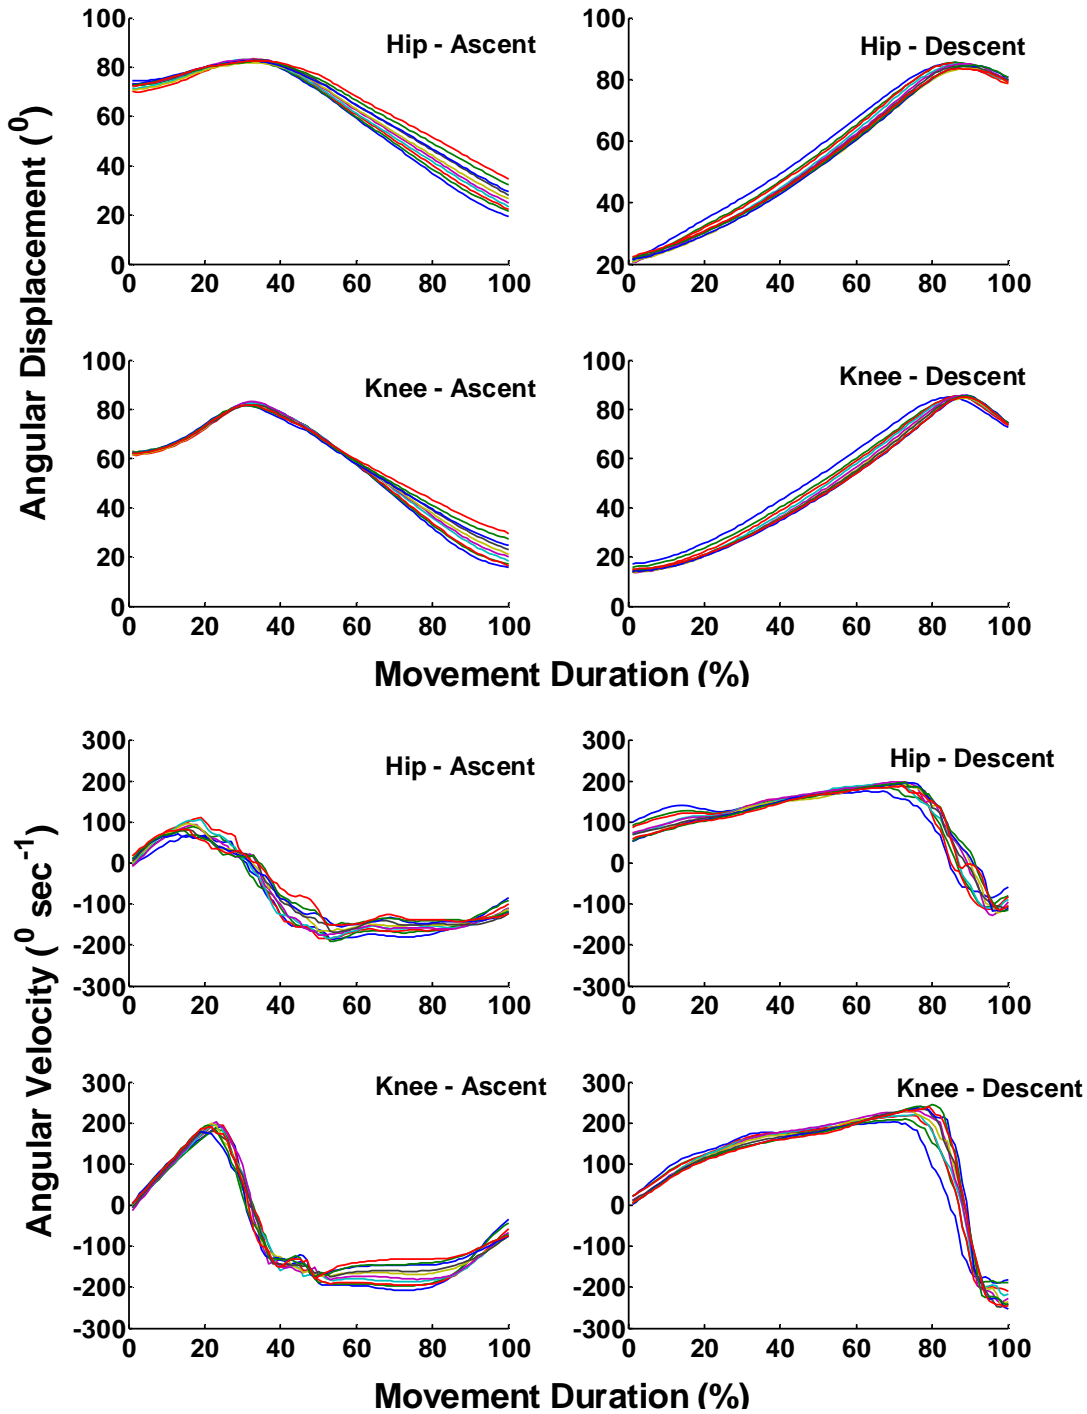 Angular Displacement (⁰)
Hip - Ascent
100
80
60
40
20
0
0 20 40 60 80 100
Hip - Descent
100
80
60
40
20
0 20 40 60 80 100
Knee - Ascent
100
80
60
40
20
0
0 20 40 60 80 100
Knee - Descent
100
80
60
40
20
0
0 20 40 60 80 100
Movement Duration (%)
Angular Velocity (⁰ sec⁻¹)
Hip - Ascent
300
200
100
0
-100
-200
-300
0 20 40 60 80 100
Hip - Descent
300
200
100
0
-100
-200
-300
0 20 40 60 80 100
Knee - Ascent
300
200
100
0
-100
-200
-300
0 20 40 60 80 100
Knee - Descent
300
200
100
0
-100
-200
-300
0 20 40 60 80 100
Movement Duration (%)